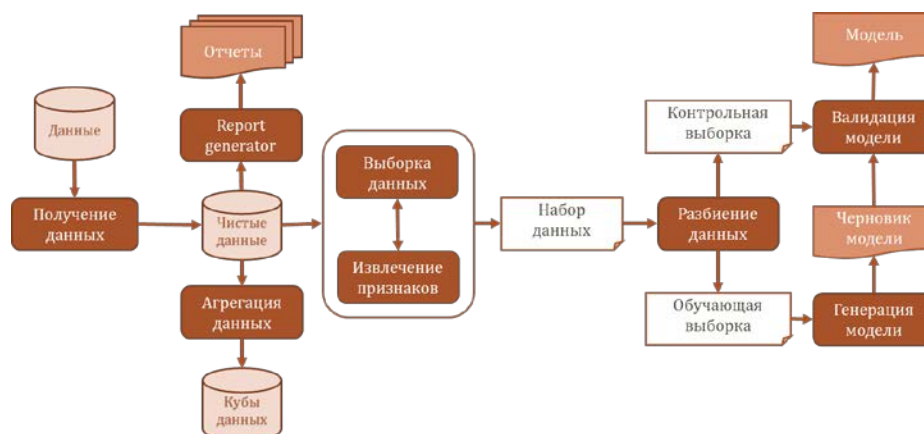 Отчеты
Модель
Данные
Report
generator
Контрольная
выборка
Валидация
модели
Выборка
данных
Получение
данных
Чистые
данные
Набор
данных
Разбиение
данных
Черновик
модели
Извлечение
признаков
Агрегация
данных
Обучающая
выборка
Генерация
модели
Кубы
данных